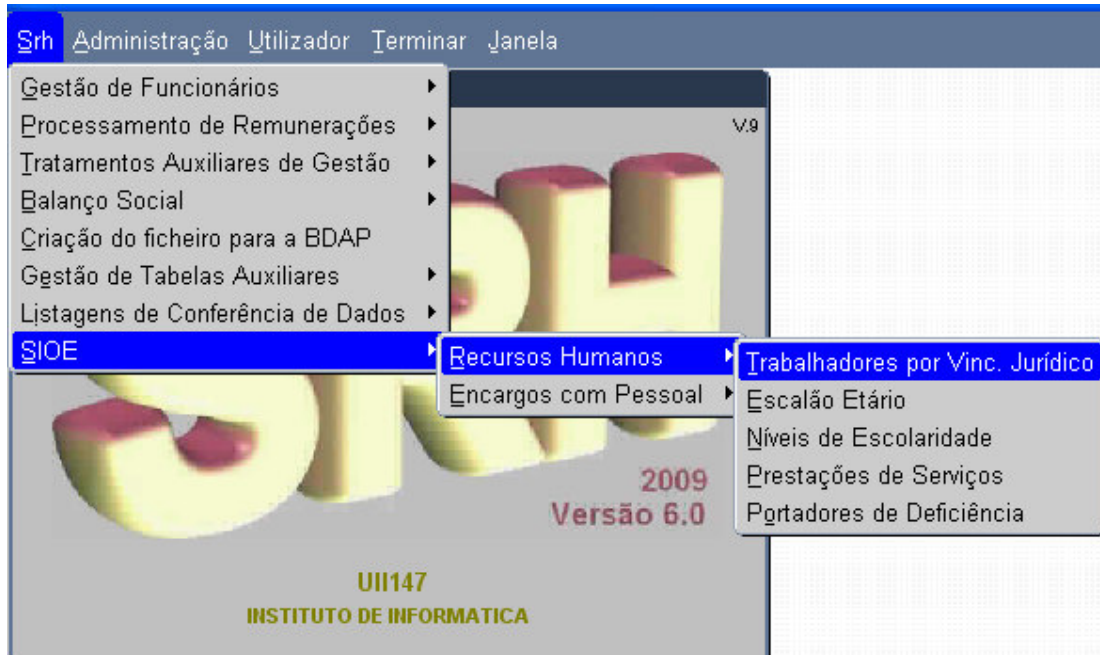 Srh Administração Utilizador Terminar Janela
Gestão de Funcionários
Processamento de Remunerações
Tratamentos Auxiliares de Gestão
Balanço Social
Criação do ficheiro para a BDAP
Gestão de Tabelas Auxiliares
Listagens de Conferência de Dados
SIOE
Recursos Humanos
Encargos com Pessoal
Trabalhadores por Vinc. Jurídico
Escalão Etário
Níveis de Escolaridade
Prestações de Serviços
Portadores de Deficiência
V.9
SRH
2009
Versão 6.0
UII147
INSTITUTO DE INFORMATICA